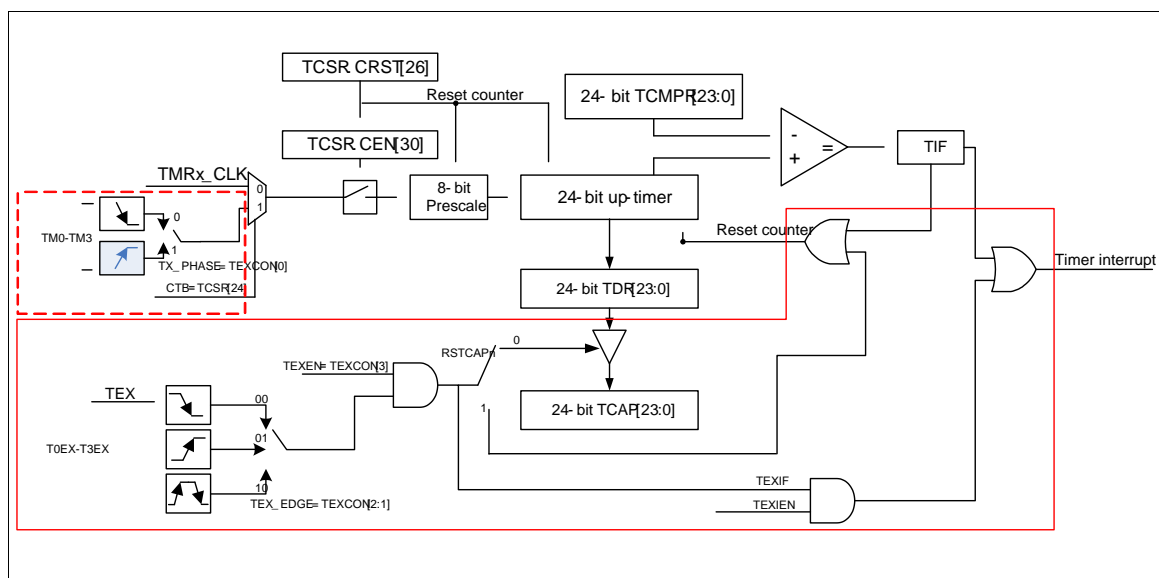 TCSR.CRST[26]
Reset counter
24- bit TCMPR[23:0]
-
+
=
TIF
TCSR.CEN[30]
TMRx_CLK
0
1
8- bit
Prescale
24-bit up-timer
TM0-TM3
0
1
TX_PHASE=TEXCON[0]
CTB=TCSR[24]
Reset counter
Timer interrupt
24-bit TDR[23:0]
RSTCAPn
0
1
TEXEN=TEXCON[3]
24-bit TCAP[23:0]
TEX
00
01
10
T0EX-T3EX
TEX_EDGE=TEXCON[2:1]
TEXIF
TEXIEN